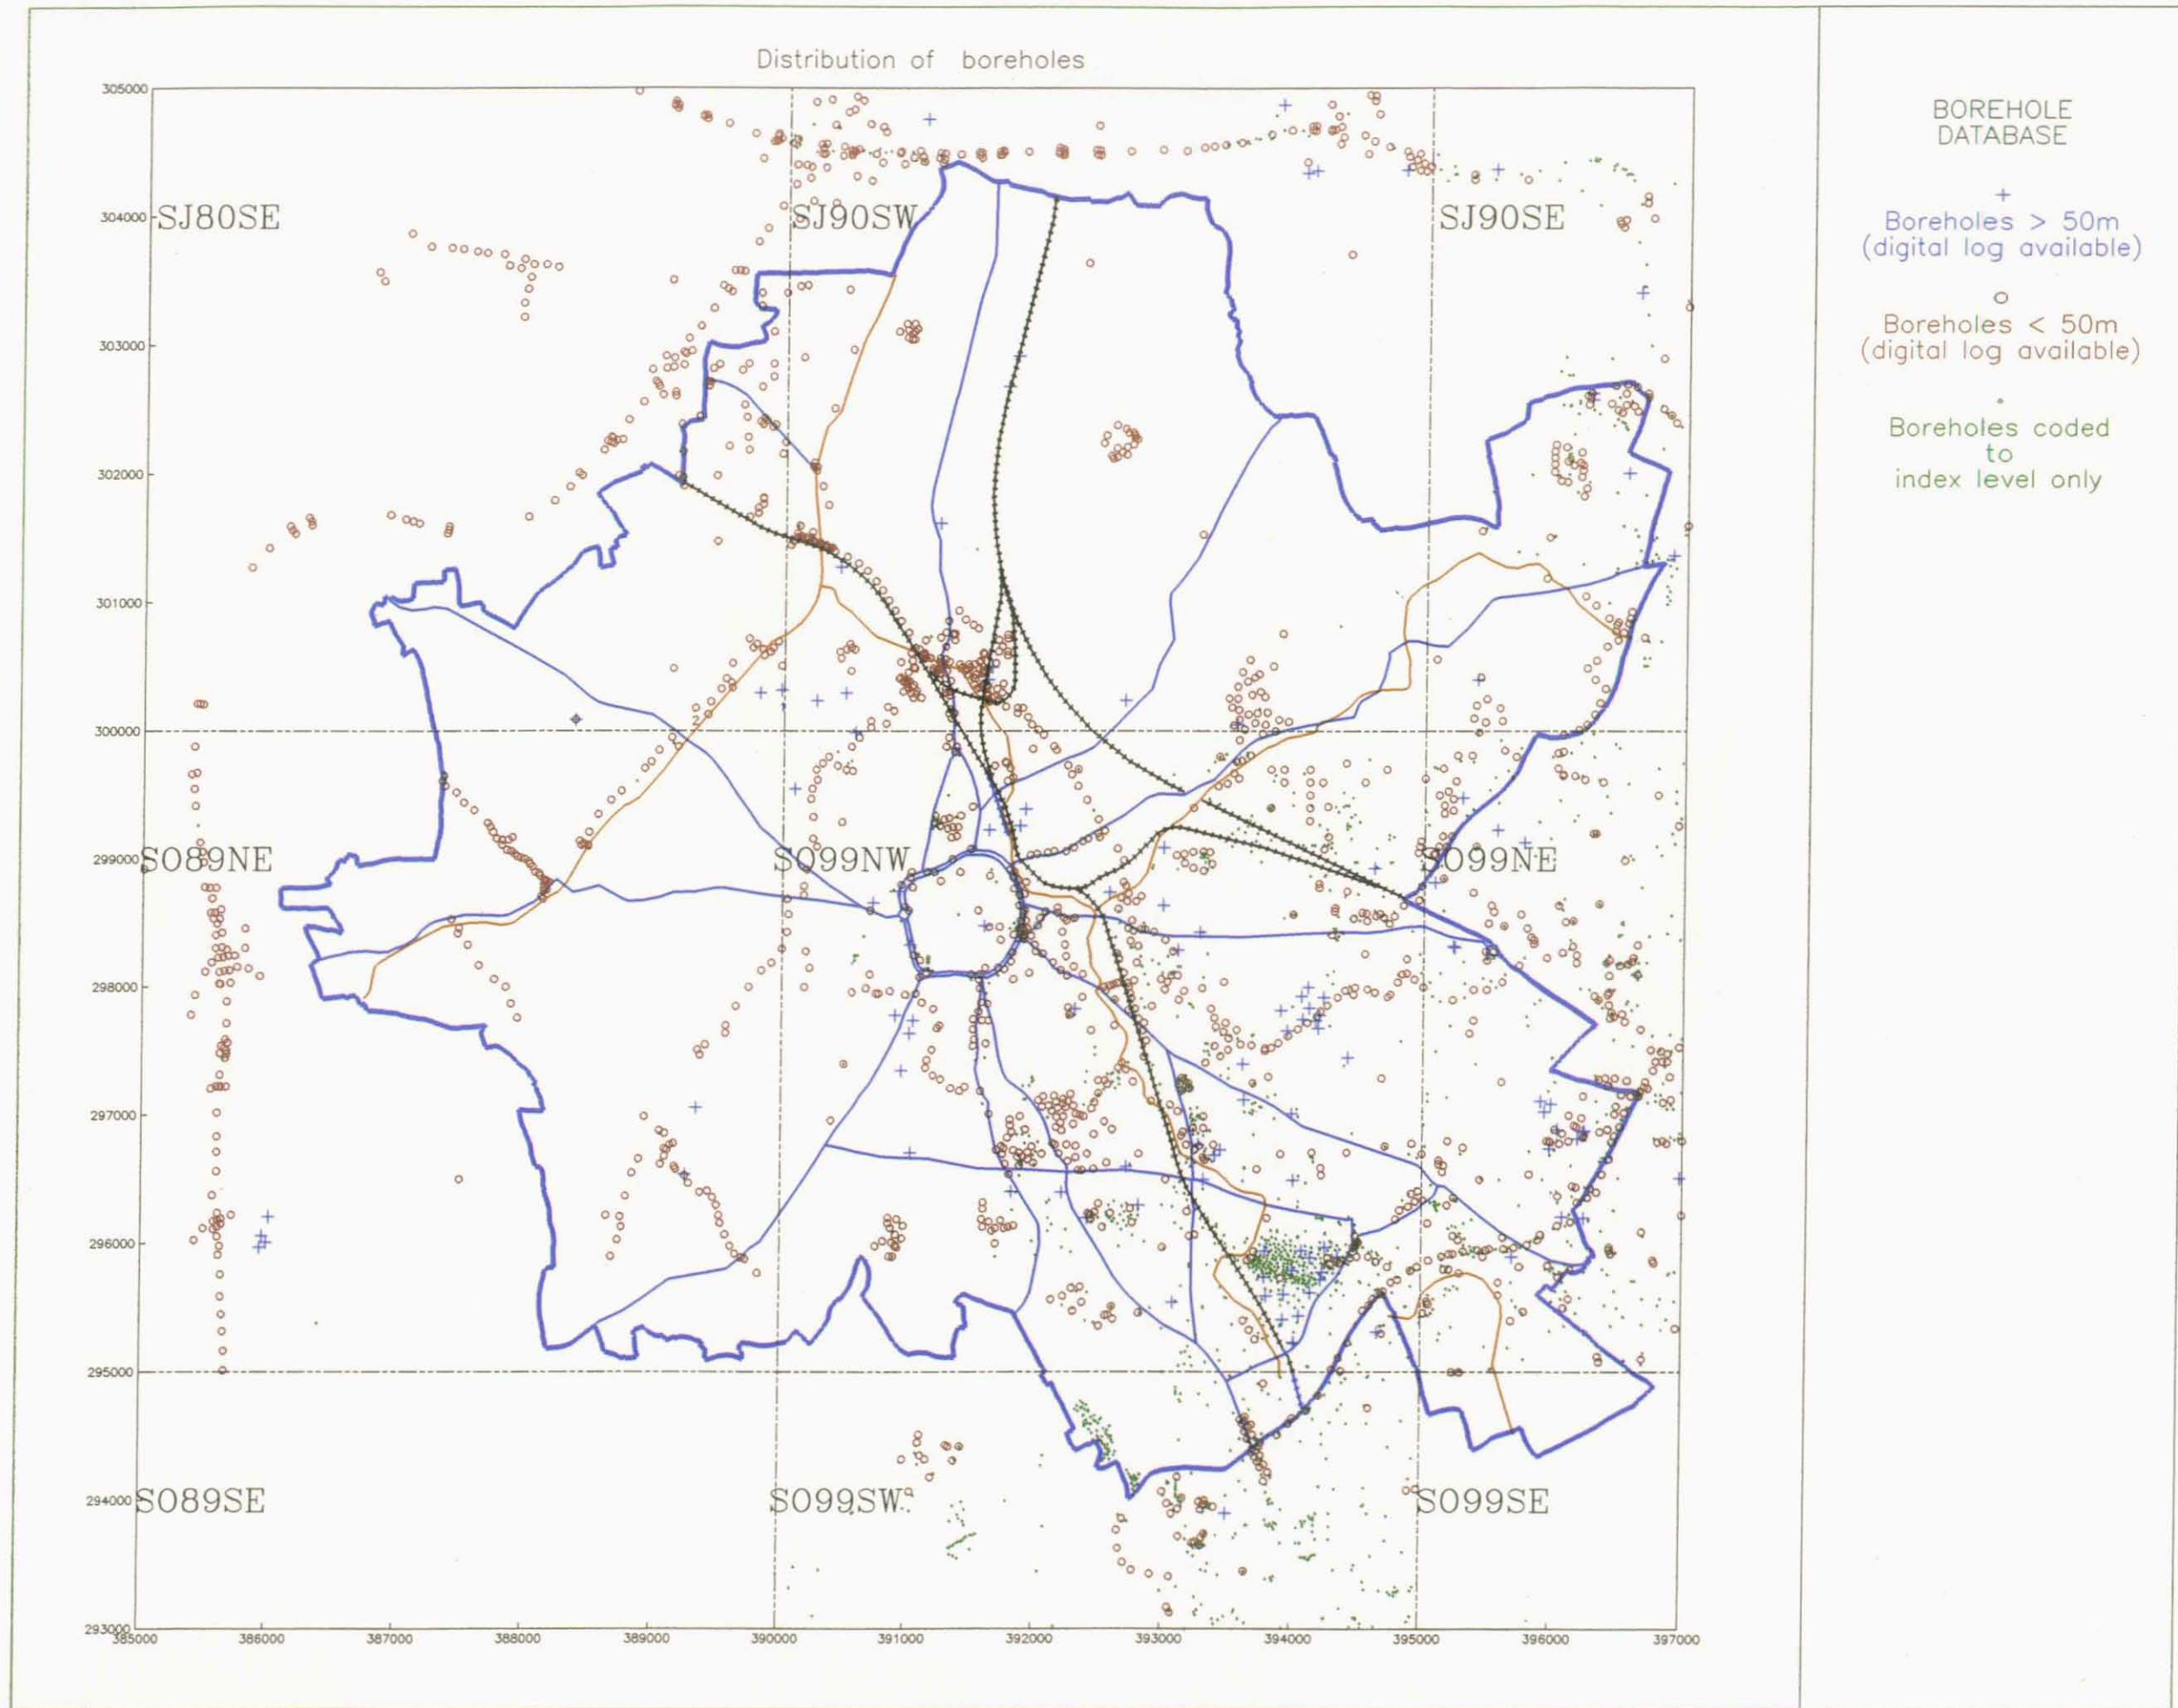 Distribution of boreholes
305000
304000
303000
302000
301000
300000
299000
298000
297000
296000
295000
294000
293000
385000 386000 387000 388000 389000 390000 391000 392000 393000 394000 395000 396000 397000
SJ80SE SJ90SW SJ90SE
SO89NE SO99NW SO99NE
SO89SE SO99SW SO99SE
BOREHOLE
DATABASE
Boreholes > 50m
(digital log available)
Boreholes < 50m
(digital log available)
Boreholes coded
to
index level only